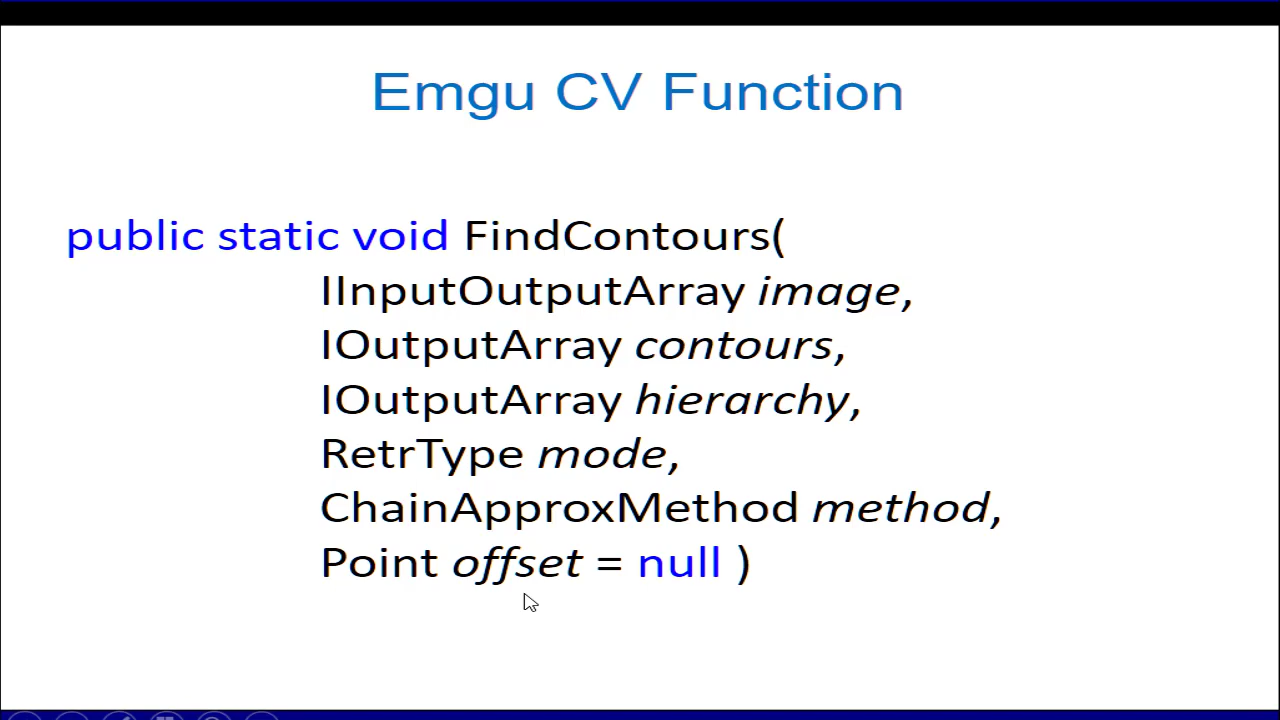 Emgu CV Function
public static void FindContours(
IInputOutputArray image,
IOutputArray contours,
IOutputArray hierarchy,
RetrType mode,
ChainApproxMethod method,
Point offset = null )